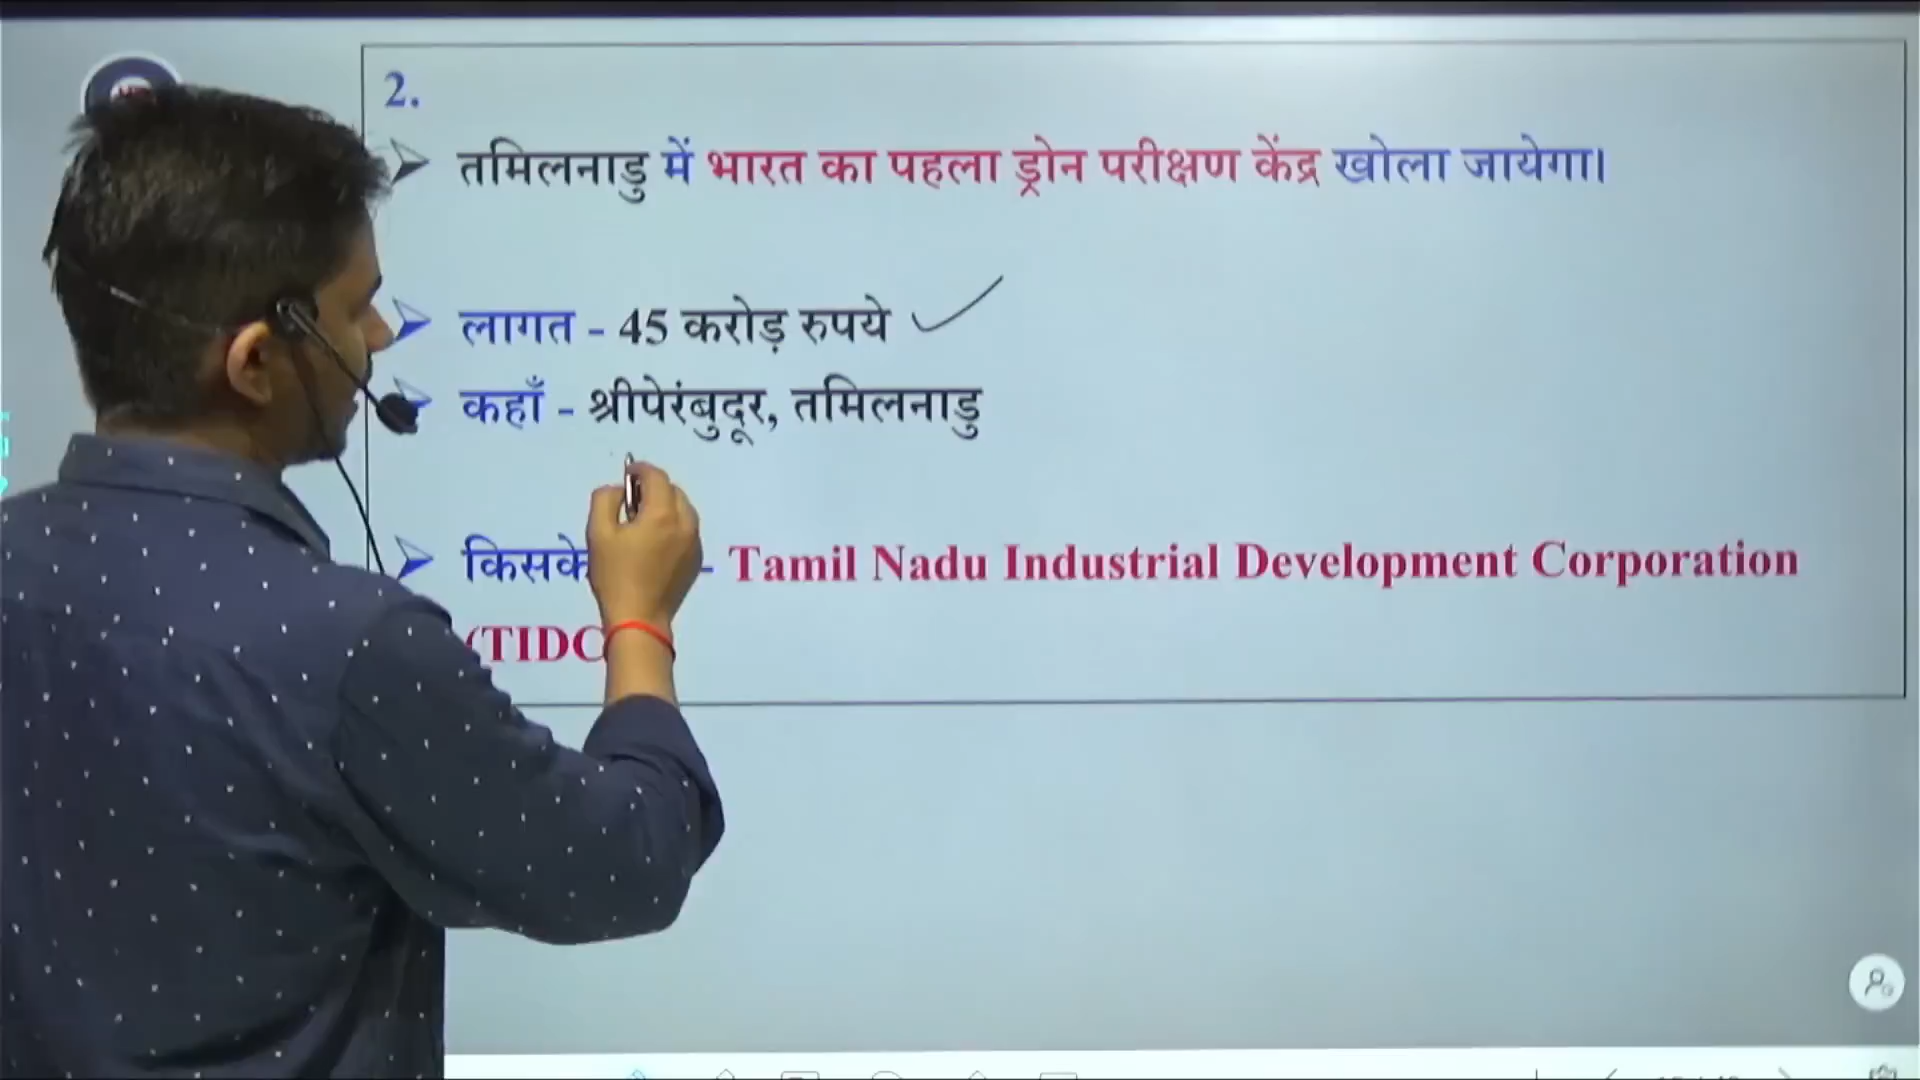 2.
तमिलनाडु में भारत का पहला ड्रोन परीक्षण केंद्र खोला जायेगा।
लागत - 45 करोड़ रुपये
कहाँ - श्रीपेरंबुदूर, तमिलनाडु
किसके - Tamil Nadu Industrial Development Corporation
(TIDC